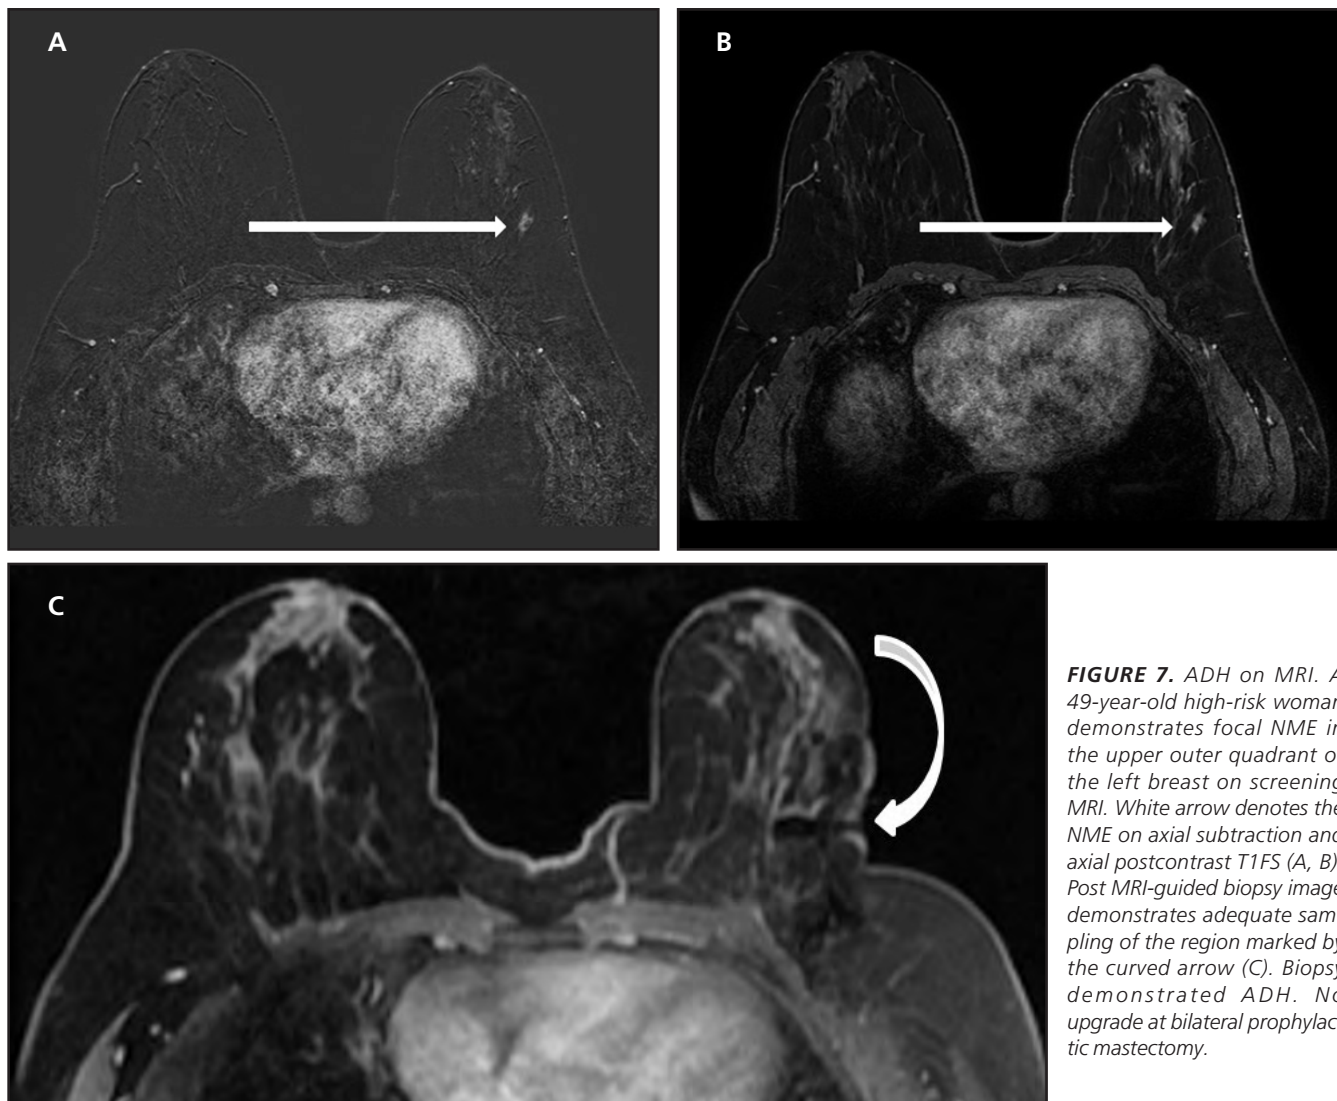 A
B
C
FIGURE 7. ADH on MRI. A
49-year-old high-risk woman
demonstrates focal NME in
the upper outer quadrant o
the left breast on screening
MRI. White arrow denotes the
NME on axial subtraction and
axial postcontrast T1FS (A, B)
Post MRI-guided biopsy image
demonstrates adequate sam
pling of the region marked by
the curved arrow (C). Biopsy
demonstrated ADH. No
upgrade at bilateral prophylac
tic mastectomy.